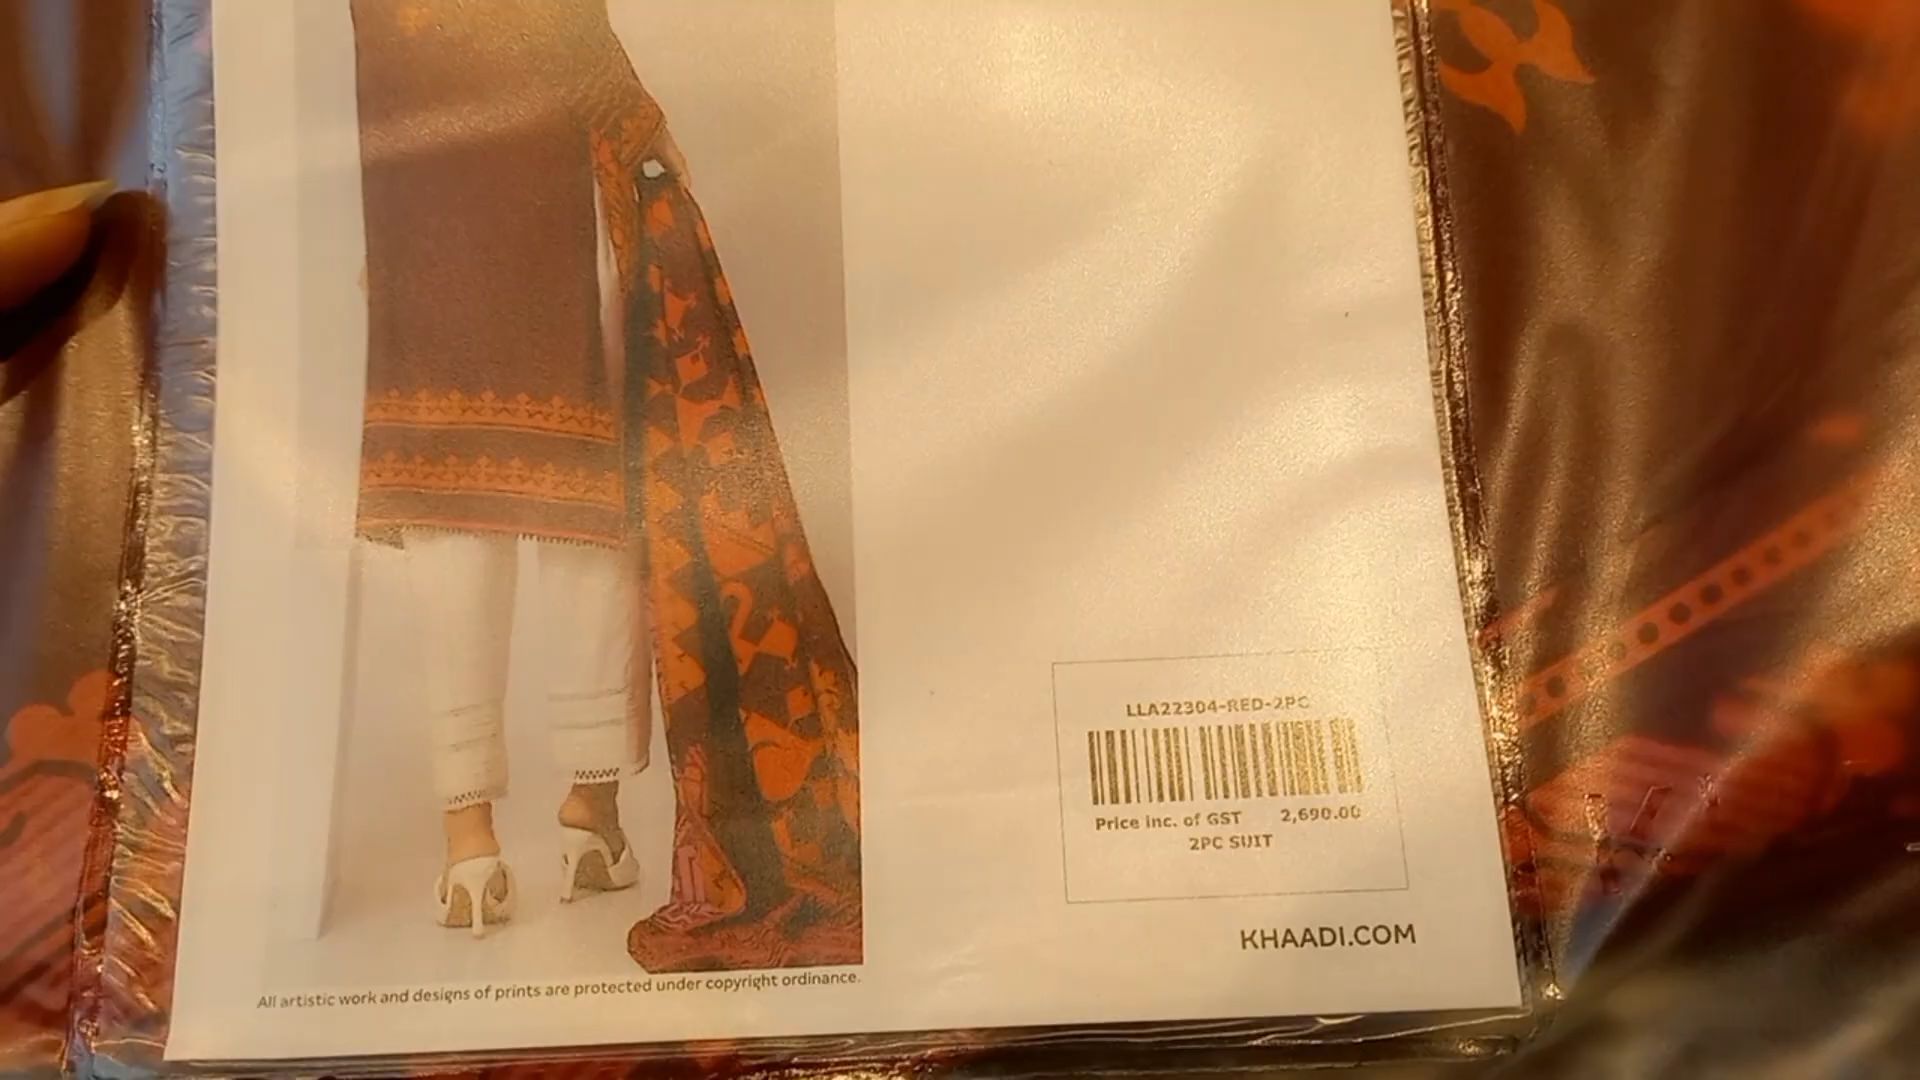 LLA22304-RED-2PC
Price inc. of GST 2,690.00
2PC SUIT
KHAADI.COM
All artistic work and designs of prints are protected under copyright ordinance.